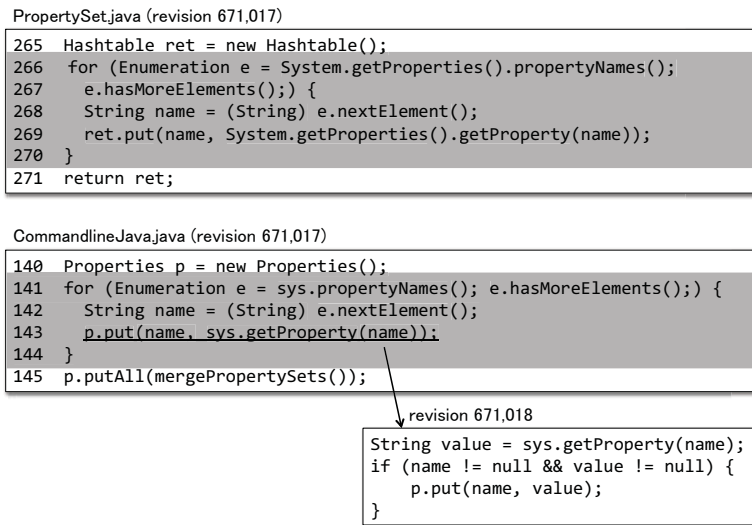 PropertySet.java (revision 671,017)
265 Hashtable ret = new Hashtable();
266 for (Enumeration e = System.getProperties().propertyNames();
267 e.hasMoreElements();) {
268 String name = (String) e.nextElement();
269 ret.put(name, System.getProperties().getProperty(name));
270 }
271 return ret;
CommandlineJava.java (revision 671,017)
140 Properties p = new Properties();
141 for (Enumeration e = sys.propertyNames(); e.hasMoreElements();) {
142 String name = (String) e.nextElement();
143 p.put(name, sys.getProperty(name));
144 }
145 p.putAll(mergePropertySets());
revision 671,018
String value = sys.getProperty(name);
if (name != null && value != null) {
p.put(name, value);
}